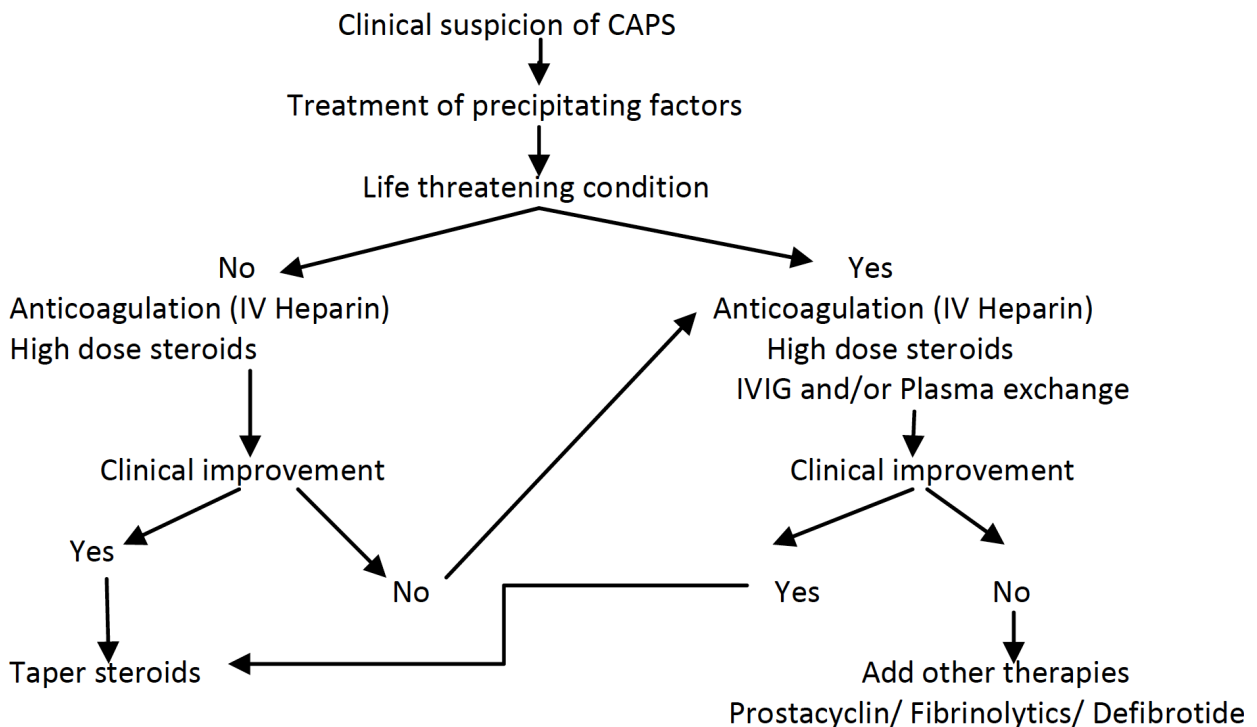 Clinical suspicion of CAPS
Treatment of precipitating factors
Life threatening condition
No
Anticoagulation (IV Heparin)
High dose steroids
Yes
Anticoagulation (IV Heparin)
High dose steroids
IVIG and/or Plasma exchange
Clinical improvement
Clinical improvement
Yes
No
Yes
No
Taper steroids
Add other therapies
Prostacyclin/ Fibrinolytics/ Defibrotide